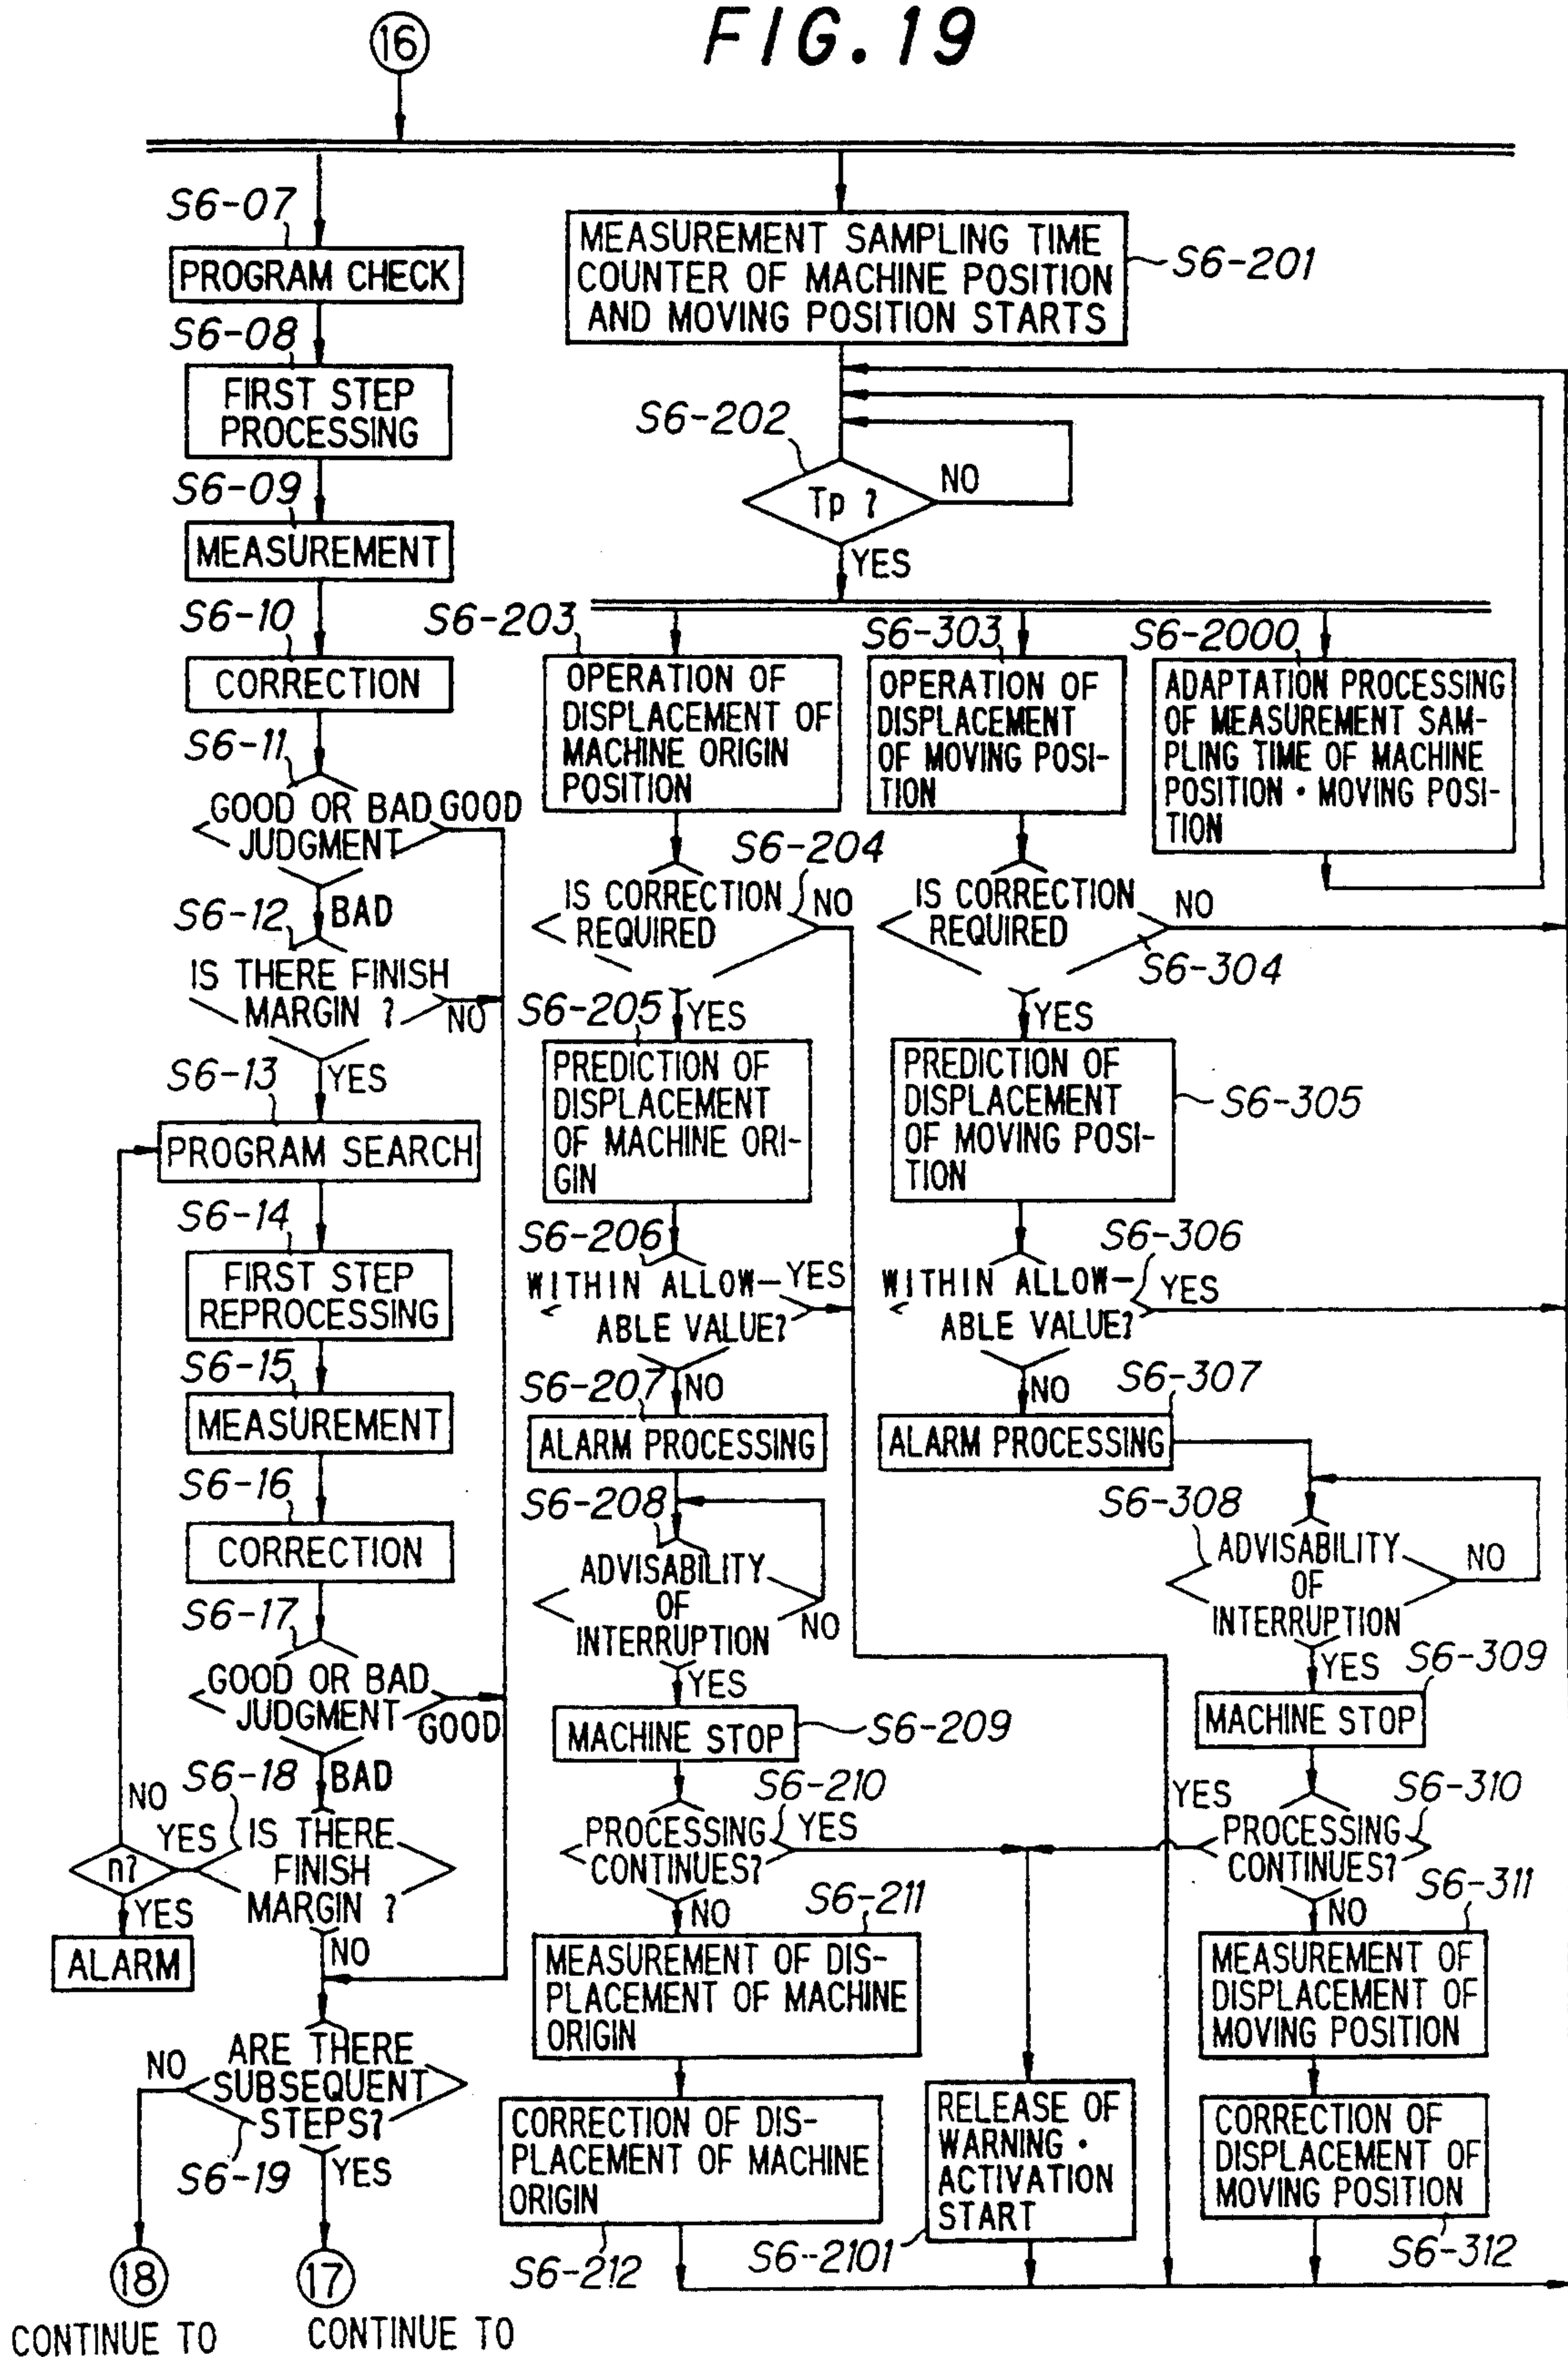 FIG. 19
16
S6-07
PROGRAM CHECK
S6-08
FIRST STEP
PROCESSING
S6-09
MEASUREMENT
S6-10
CORRECTION
S6-11
GOOD OR BAD
JUDGMENT
GOOD
BAD
S6-12
IS THERE FINISH
MARGIN ?
NO
YES
S6-13
PROGRAM SEARCH
S6-14
FIRST STEP
REPROCESSING
S6-15
MEASUREMENT
S6-16
CORRECTION
S6-17
GOOD OR BAD
JUDGMENT
GOOD
BAD
S6-18
IS THERE
FINISH
MARGIN ?
YES
NO
n?
NO
YES
ALARM
ARE THERE
SUBSEQUENT
STEPS?
NO
S6-19
YES
18
CONTINUE TO
17
CONTINUE TO
MEASUREMENT SAMPLING TIME
COUNTER OF MACHINE POSITION
AND MOVING POSITION STARTS
S6-201
S6-202
Tp ?
NO
YES
S6-203
OPERATION OF
DISPLACEMENT OF
MACHINE ORIGIN
POSITION
S6-204
IS CORRECTION
REQUIRED
NO
YES
S6-205
PREDICTION OF
DISPLACEMENT
OF MACHINE ORI-
GIN
S6-206
WITHIN ALLOW-
ABLE VALUE?
YES
NO
S6-207
ALARM PROCESSING
S6-208
ADVISABILITY
OF
INTERRUPTION
NO
YES
MACHINE STOP
S6-209
S6-210
PROCESSING
CONTINUES?
YES
NO
S6-211
MEASUREMENT OF DIS-
PLACEMENT OF MACHINE
ORIGIN
CORRECTION OF DIS-
PLACEMENT OF MACHINE
ORIGIN
S6-212
RELEASE OF
WARNING •
ACTIVATION
START
S6-2101
S6-303
OPERATION OF
DISPLACEMENT
OF MOVING POSI-
TION
IS CORRECTION
REQUIRED
NO
S6-304
YES
PREDICTION OF
DISPLACEMENT
OF MOVING POSI-
TION
S6-305
S6-306
WITHIN ALLOW-
ABLE VALUE?
YES
NO
S6-307
ALARM PROCESSING
S6-308
ADVISABILITY
OF
INTERRUPTION
NO
YES
S6-309
MACHINE STOP
S6-310
PROCESSING
CONTINUES?
YES
NO
S6-311
MEASUREMENT OF
DISPLACEMENT OF
MOVING POSITION
CORRECTION OF
DISPLACEMENT OF
MOVING POSITION
S6-312
S6-2000
ADAPTATION PROCESSING
OF MEASUREMENT SAM-
PLING TIME OF MACHINE
POSITION • MOVING POSI-
TION